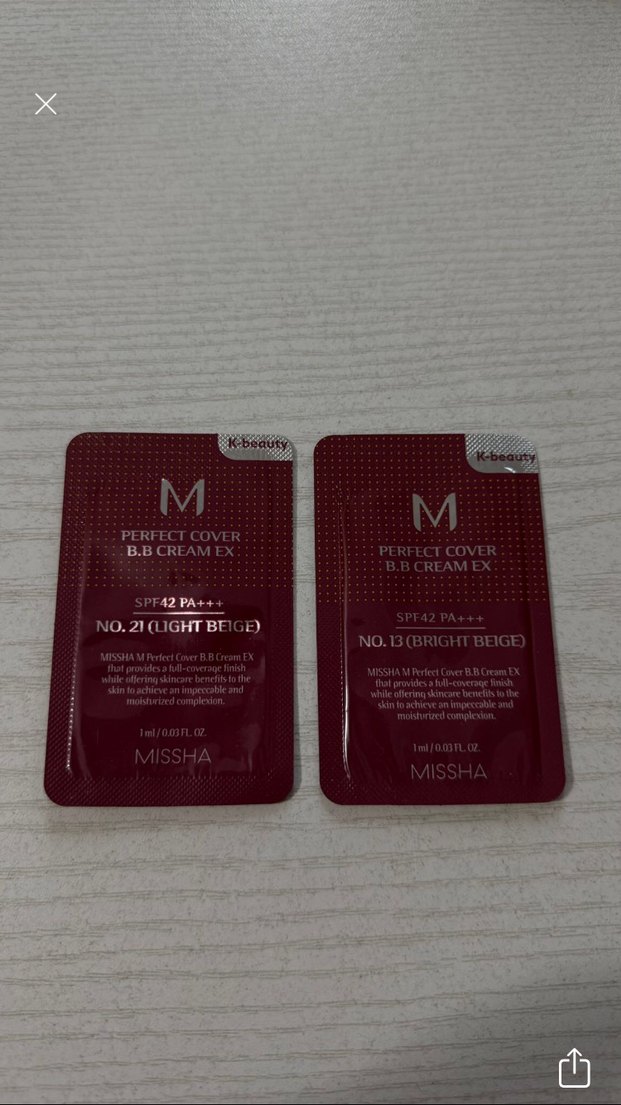 K-beauty
M
PERFECT COVER
B.B CREAM EX
SPF42 PA+++
NO. 21 (LIGHT BEIGE)
MISSHA M Perfect Cover B.B Cream EX
that provides a full-coverage finish
while offering skincare benefits to the
skin to achieve an impeccable and
moisturized complexion.
1 ml / 0.03 FL. OZ.
MISSHA
K-beauty
M
PERFECT COVER
B.B CREAM EX
SPF42 PA+++
NO. 13 (BRIGHT BEIGE)
MISSHA M Perfect Cover B.B Cream EX
that provides a full-coverage finish
while offering skincare benefits to the
skin to achieve an impeccable and
moisturized complexion.
1 ml / 0.03 FL. OZ.
MISSHA